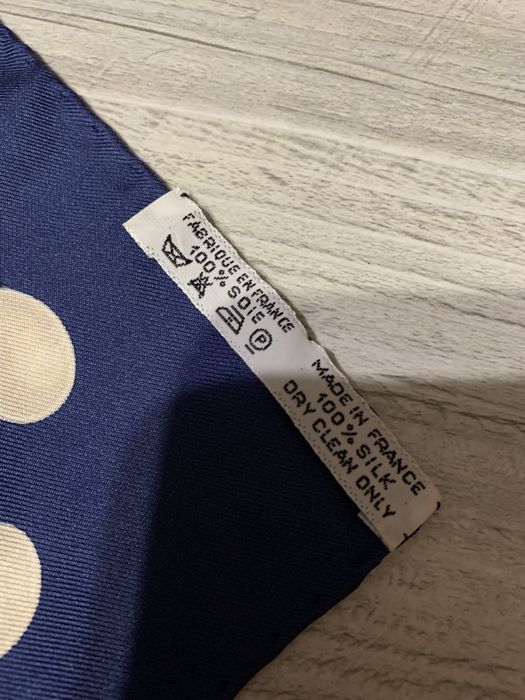 FABRIQUE EN FRANCE
100% SOIE
P
MADE IN FRANCE
100% SILK
DRY CLEAN ONLY